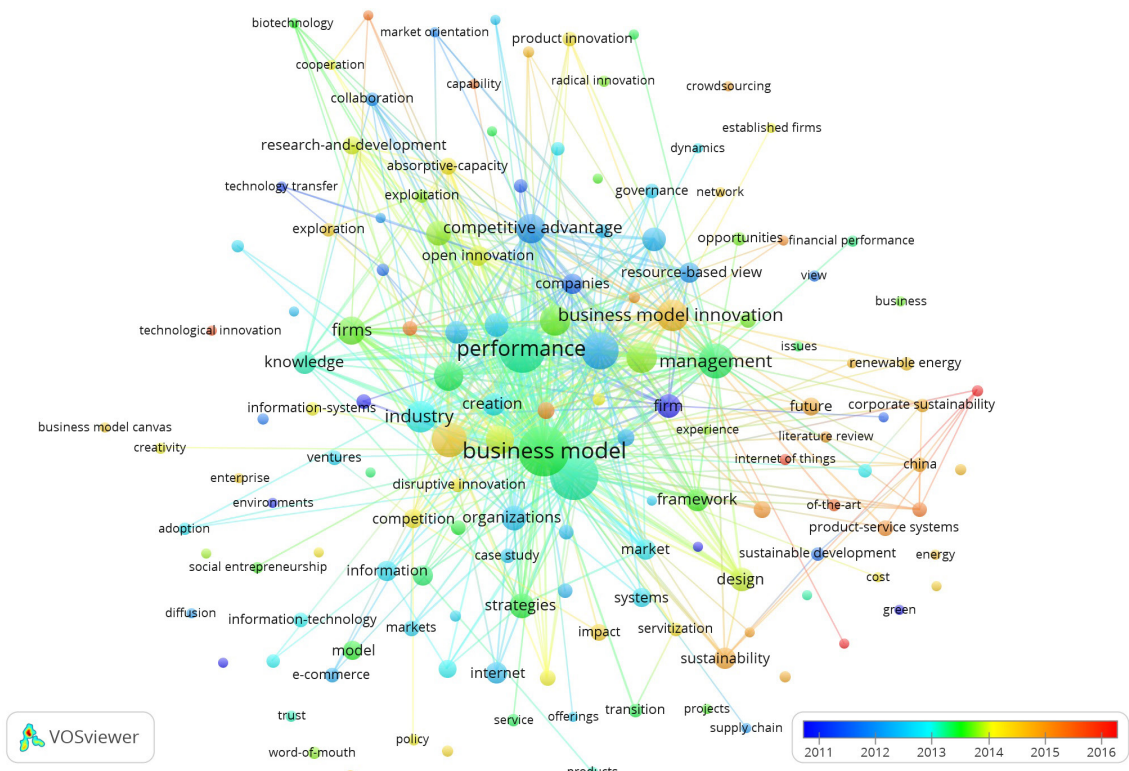 biotechnology
market orientation
product innovation
cooperation
capability
radical innovation
crowdsourcing
collaboration
established firms
research-and-development
dynamics
absorptive-capacity
technology transfer
exploitation
governance
network
exploration
competitive advantage
opportunities
financial performance
open innovation
resource-based view
companies
view
business
technological innovation
firms
business model innovation
performance
issues
knowledge
management
renewable energy
information-systems
creation
firm
future
corporate sustainability
industry
business model canvas
experience
literature review
creativity
ventures
business model
internet of things
china
enterprise
disruptive innovation
environments
framework
of-the-art
adoption
competition
organizations
product-service systems
social entrepreneurship
information
case study
market
sustainable development
energy
design
cost
diffusion
information-technology
strategies
systems
green
markets
impact
servitization
model
sustainability
e-commerce
internet
trust
service
offerings
transition
projects
supply chain
policy
word-of-mouth
products
VOSviewer
2011
2012
2013
2014
2015
2016